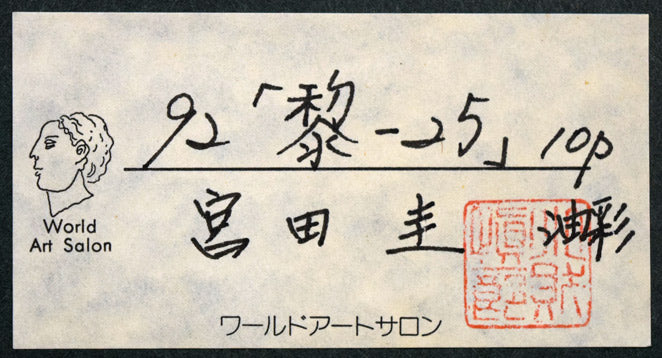 92「黎-25」10p
宮田 圭 油彩
World
Art Salon
ワールドアートサロン